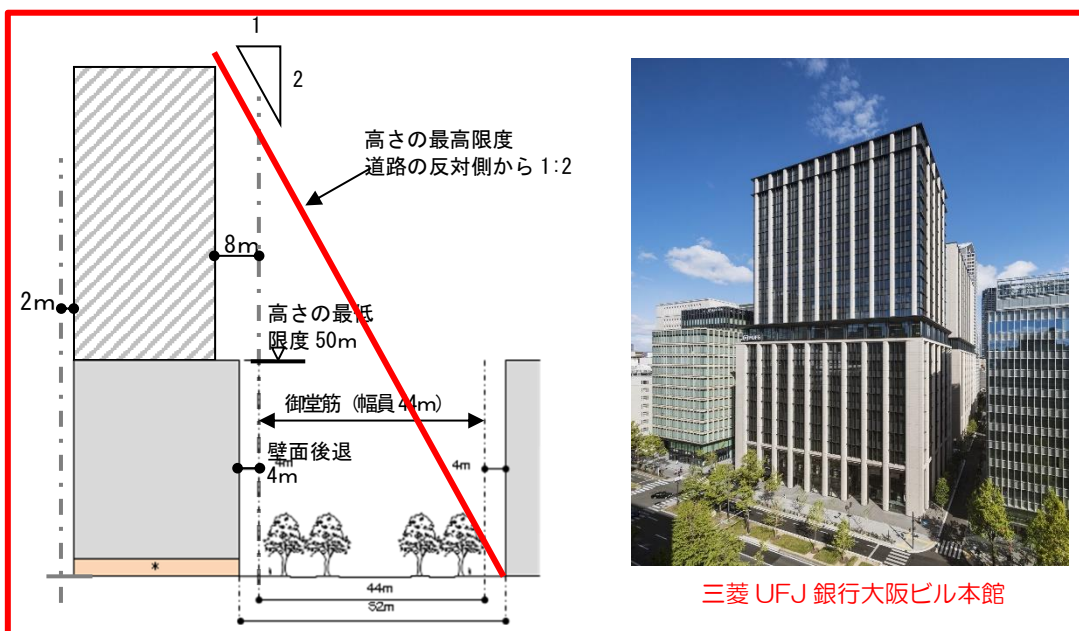 1
2
高さの最高限度
道路の反対側から 1:2
8m
2m
高さの最低
限度 50m
御堂筋（幅員 44m）
壁面後退
4m
4m
4m
*
44m
52m
三菱 UFJ 銀行大阪ビル本館